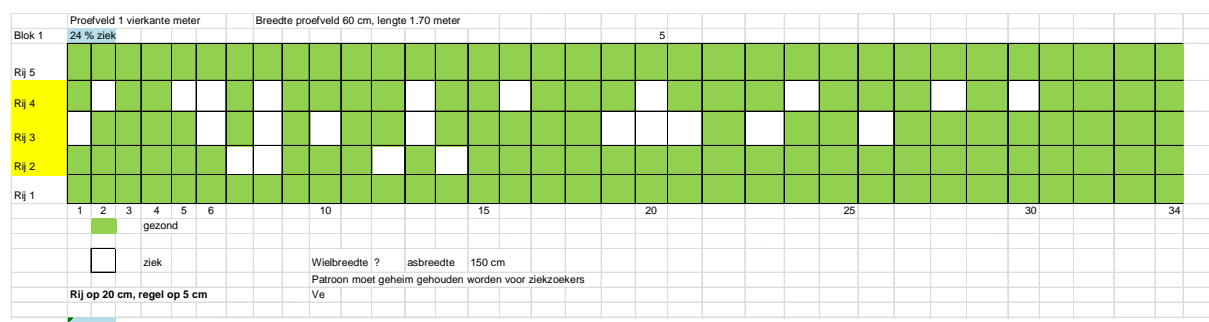 Proefveld 1 vierkante meter Breedte proefveld 60 cm, lengte 1.70 meter
Blok 1 24 % ziek 5
Rij 5
Rij 4
Rij 3
Rij 2
Rij 1
1 2 3 4 5 6 10 15 20 25 30 34
gezond
ziek Wielbreedte ? asbreedte 150 cm
Patroon moet geheim gehouden worden voor ziekzoekers
Rij op 20 cm, regel op 5 cm Ve